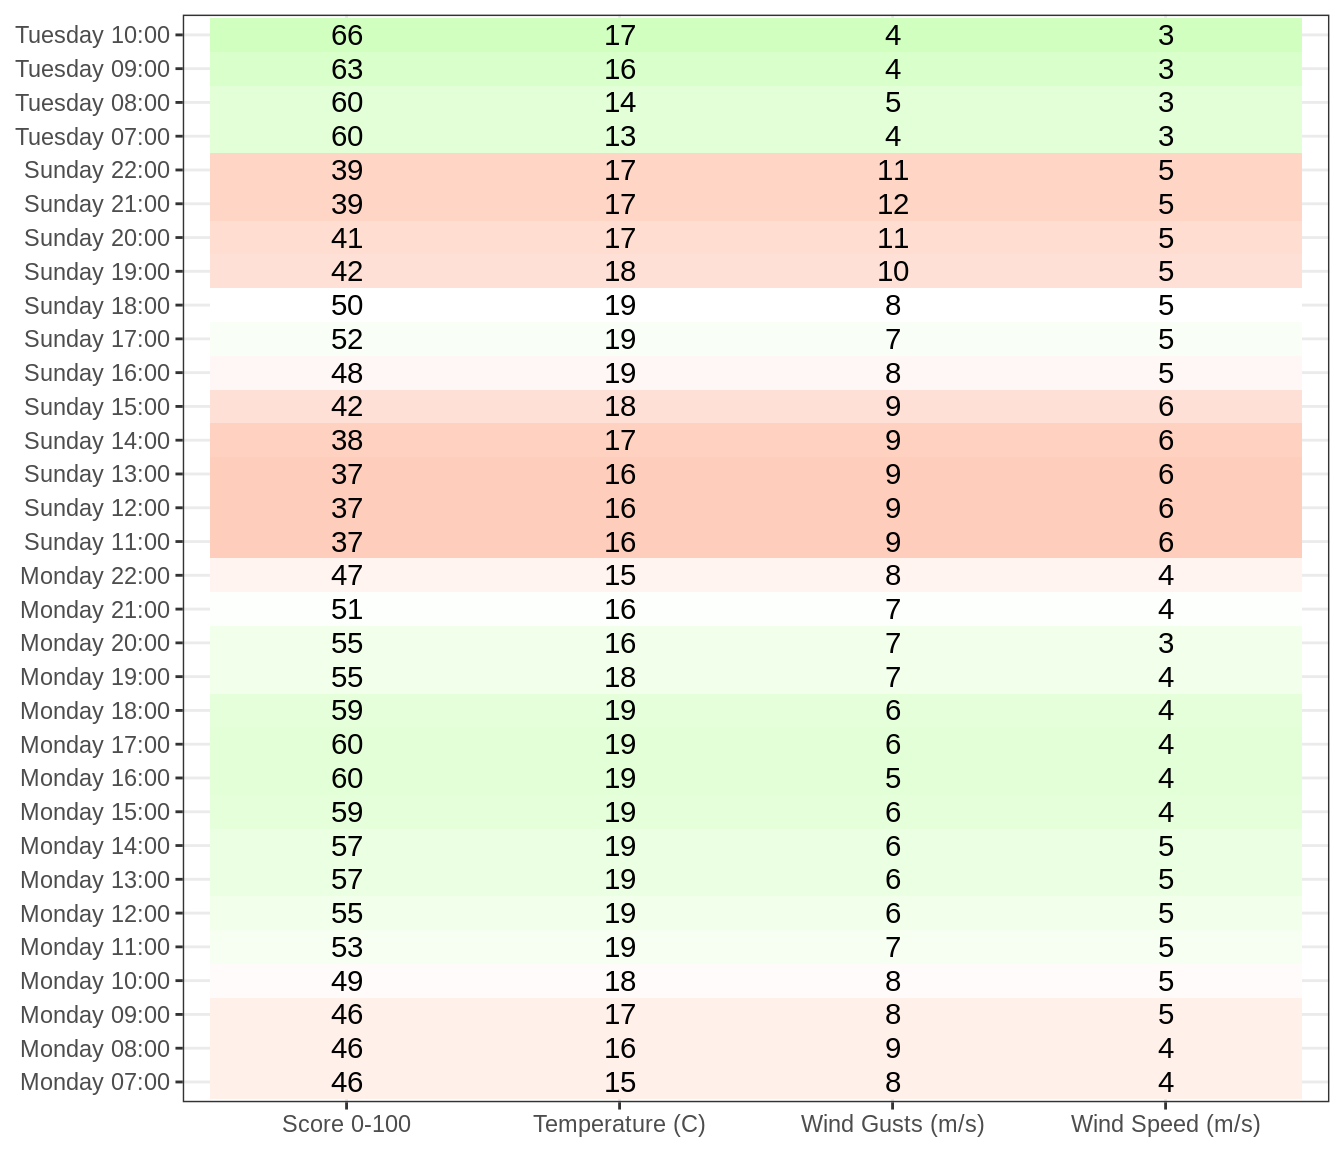 Tuesday 10:00 66 17 4 3
Tuesday 09:00 63 16 4 3
Tuesday 08:00 60 14 5 3
Tuesday 07:00 60 13 4 3
Sunday 22:00 39 17 11 5
Sunday 21:00 39 17 12 5
Sunday 20:00 41 17 11 5
Sunday 19:00 42 18 10 5
Sunday 18:00 50 19 8 5
Sunday 17:00 52 19 7 5
Sunday 16:00 48 19 8 5
Sunday 15:00 42 18 9 6
Sunday 14:00 38 17 9 6
Sunday 13:00 37 16 9 6
Sunday 12:00 37 16 9 6
Sunday 11:00 37 16 9 6
Monday 22:00 47 15 8 4
Monday 21:00 51 16 7 4
Monday 20:00 55 16 7 3
Monday 19:00 55 18 7 4
Monday 18:00 59 19 6 4
Monday 17:00 60 19 6 4
Monday 16:00 60 19 5 4
Monday 15:00 59 19 6 4
Monday 14:00 57 19 6 5
Monday 13:00 57 19 6 5
Monday 12:00 55 19 6 5
Monday 11:00 53 19 7 5
Monday 10:00 49 18 8 5
Monday 09:00 46 17 8 5
Monday 08:00 46 16 9 4
Monday 07:00 46 15 8 4
Score 0-100 Temperature (C) Wind Gusts (m/s) Wind Speed (m/s)